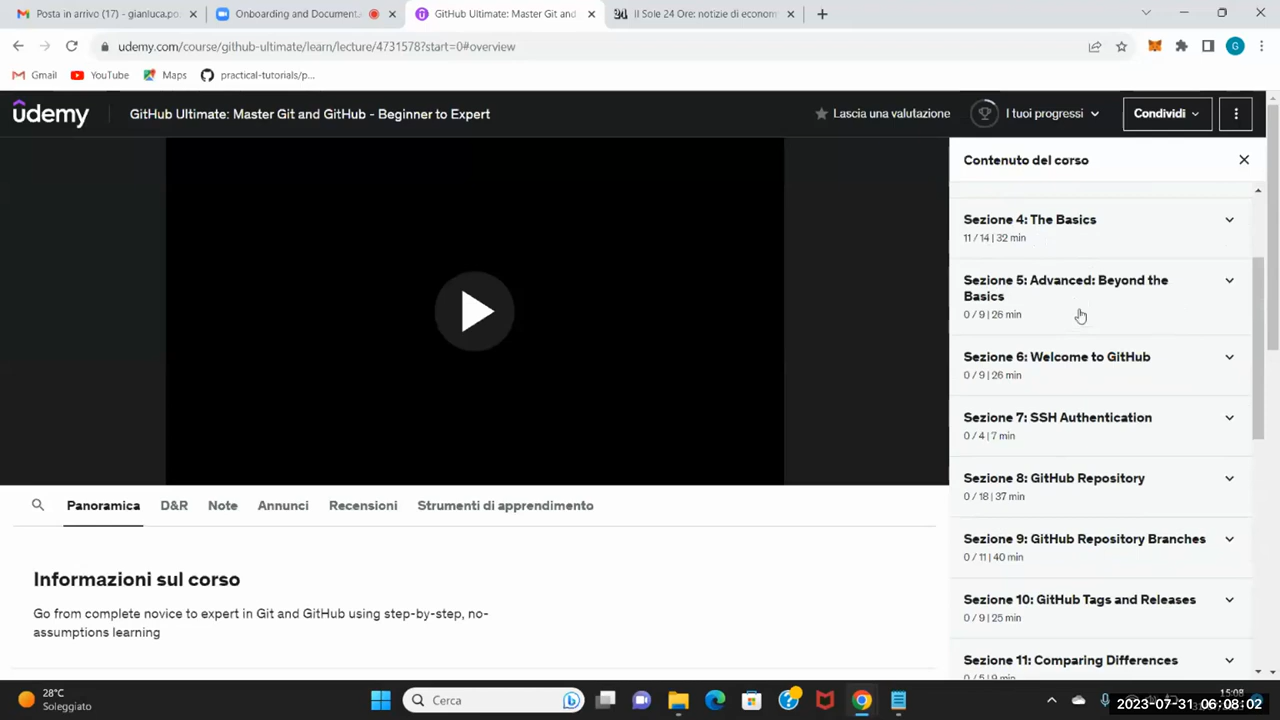 Posta in arrivo (17) - gianluca.po
Onboarding and Document.
GitHub Ultimate: Master Git and
Il Sole 24 Ore: notizie di econom
udemy.com/course/github-ultimate/learn/lecture/4731578?start=0#overview
G
Gmail
YouTube
Maps
practical-tutorials/p...
udemy
GitHub Ultimate: Master Git and GitHub - Beginner to Expert
Lascia una valutazione
I tuoi progressi
Condividi
Contenuto del corso
Sezione 4: The Basics
11 / 14 | 32 min
Sezione 5: Advanced: Beyond the
Basics
0 / 9 | 26 min
Sezione 6: Welcome to GitHub
0 / 9 | 26 min
Sezione 7: SSH Authentication
0 / 4 | 7 min
Sezione 8: GitHub Repository
0 / 18 | 37 min
Sezione 9: GitHub Repository Branches
0 / 11 | 40 min
Sezione 10: GitHub Tags and Releases
0 / 9 | 25 min
Sezione 11: Comparing Differences
0 / 5 | 9 min
Panoramica
D&R
Note
Annunci
Recensioni
Strumenti di apprendimento
Informazioni sul corso
Go from complete novice to expert in Git and GitHub using step-by-step, no-
assumptions learning
28°C
Soleggiato
Cerca
15:08
2023-07-31 06:08:02